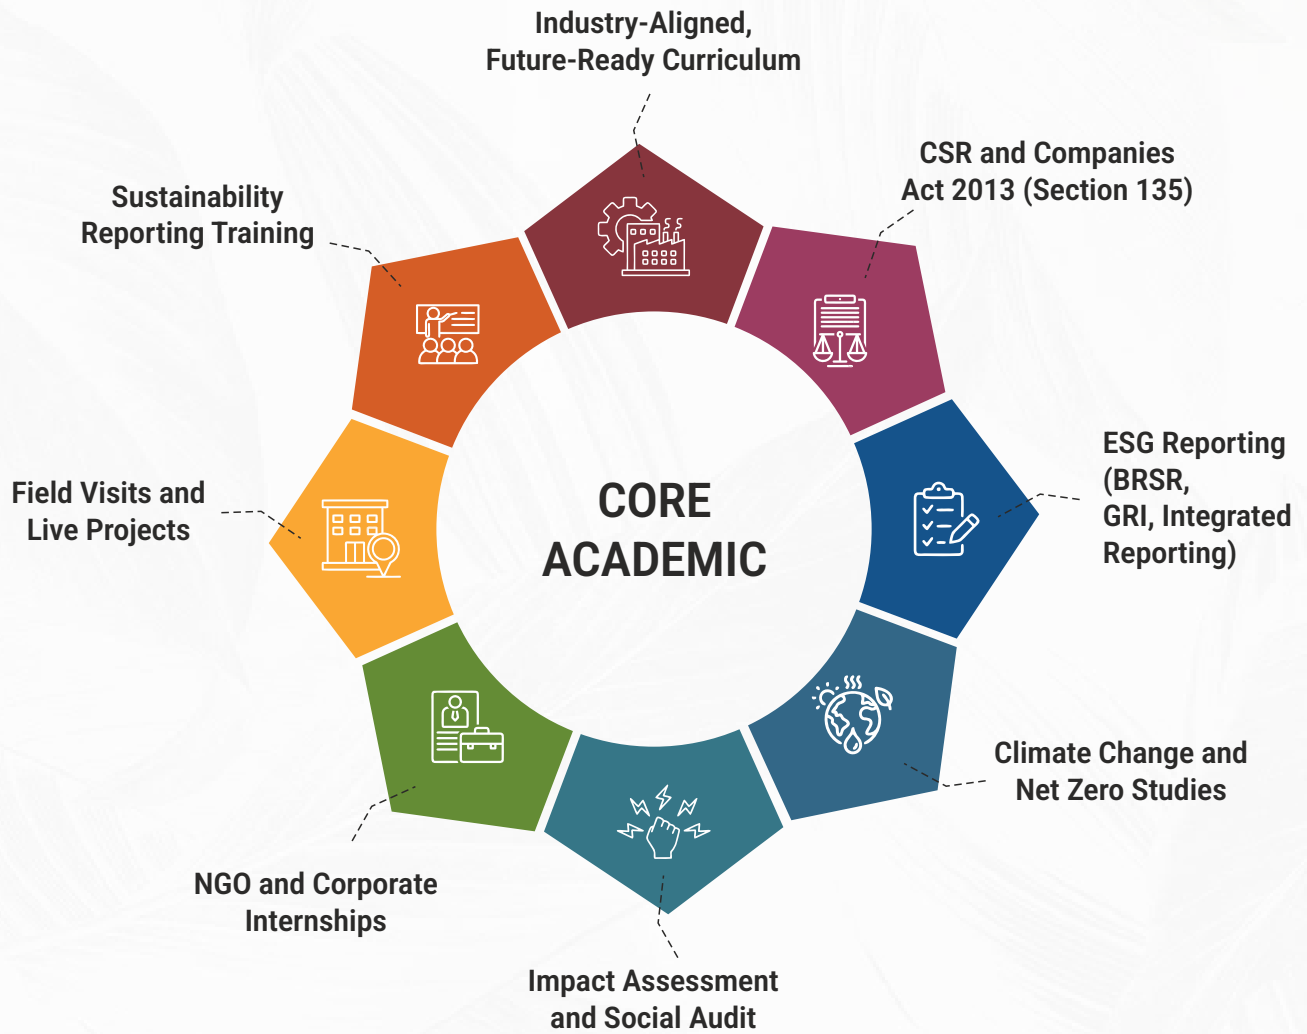 Industry-Aligned,
Future-Ready Curriculum
CSR and Companies
Act 2013 (Section 135)
ESG Reporting
(BRSR,
GRI, Integrated
Reporting)
Climate Change and
Net Zero Studies
Impact Assessment
and Social Audit
NGO and Corporate
Internships
Field Visits and
Live Projects
Sustainability
Reporting Training
CORE
ACADEMIC